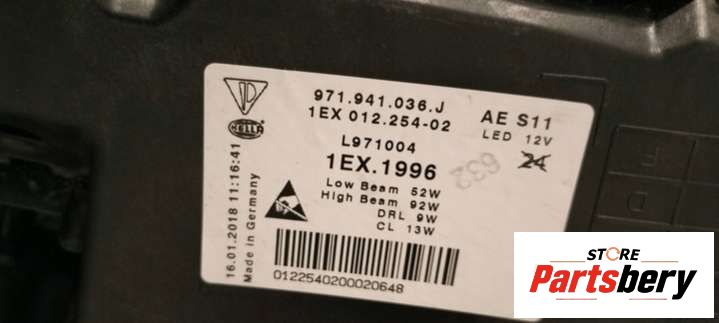 971.941.036.J
1EX 012.254-02
AE S11
LED 12V
HELLA
L971004
1EX.1996
632
24
Low Beam 52W
High Beam 92W
DRL 9W
CL 13W
16.01.2018 11:16:41
Made in Germany
0122540200020648
STORE
Partsbery